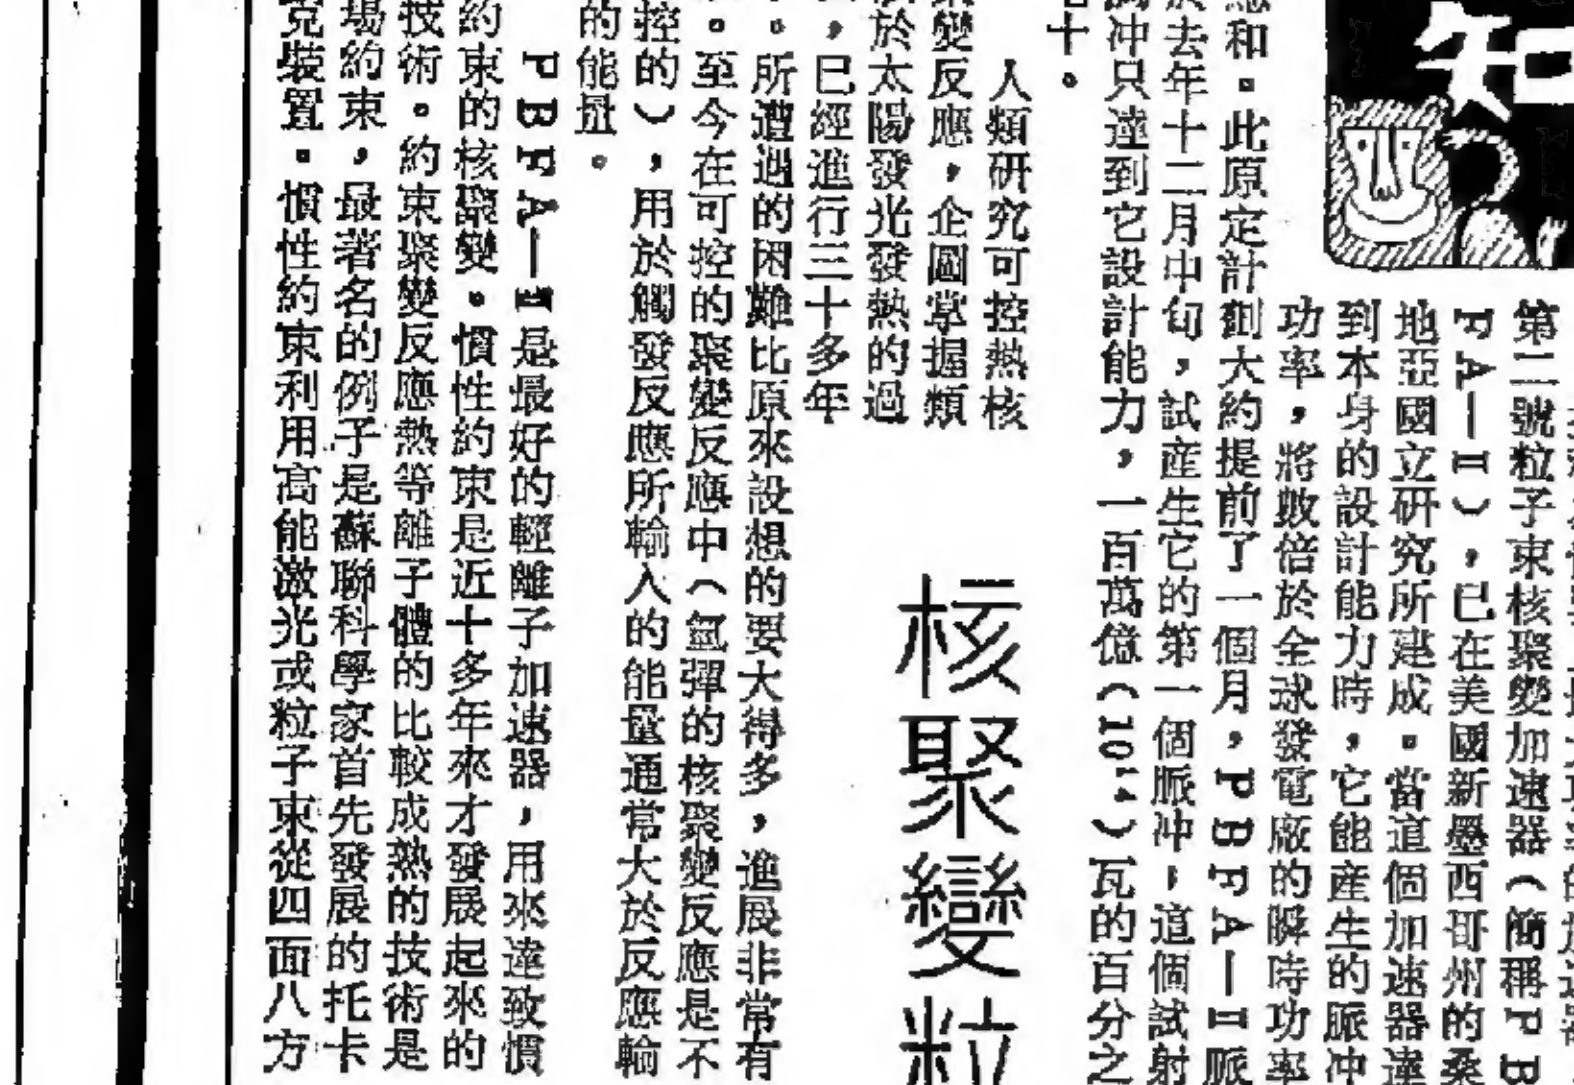 知
第二號粒子束核聚變加速器（簡稱ＰＢ
ＦＡ—Ⅱ），已在美國新墨西哥州的桑
地亞國立研究所建成。當這個加速器達
到本身的設計能力時，它能產生的脈冲
功率，將數倍於全球發電廠的瞬時功率
和。此原定計劃大約提前了一個月，ＰＢＦＡ—Ⅱ脈
去年十二月中旬，試產生它的第一個脈冲，這個試射
冲只達到它設計能力，一百萬億（10¹⁴）瓦的百分之
十。
核聚變粒
人類研究可控熱核
變反應，企圖掌握類
於太陽發光發熱的過
，已經進行三十多年
。所遭遇的困難比原來設想的要大得多，進展非常有
。至今在可控的聚變反應中（氫彈的核聚變反應是不
控的），用於觸發反應所輸入的能量通常大於反應輸
的能量。
ＰＢＦＡ—Ⅱ是最好的輕離子加速器，用來達致慣
約束的核聚變。慣性約束是近十多年來才發展起來的
技術。約束聚變反應熱等離子體的比較成熟的技術是
場約束，最著名的例子是蘇聯科學家首先發展的托卡
克裝置。慣性約束利用高能激光或粒子束從四面八方